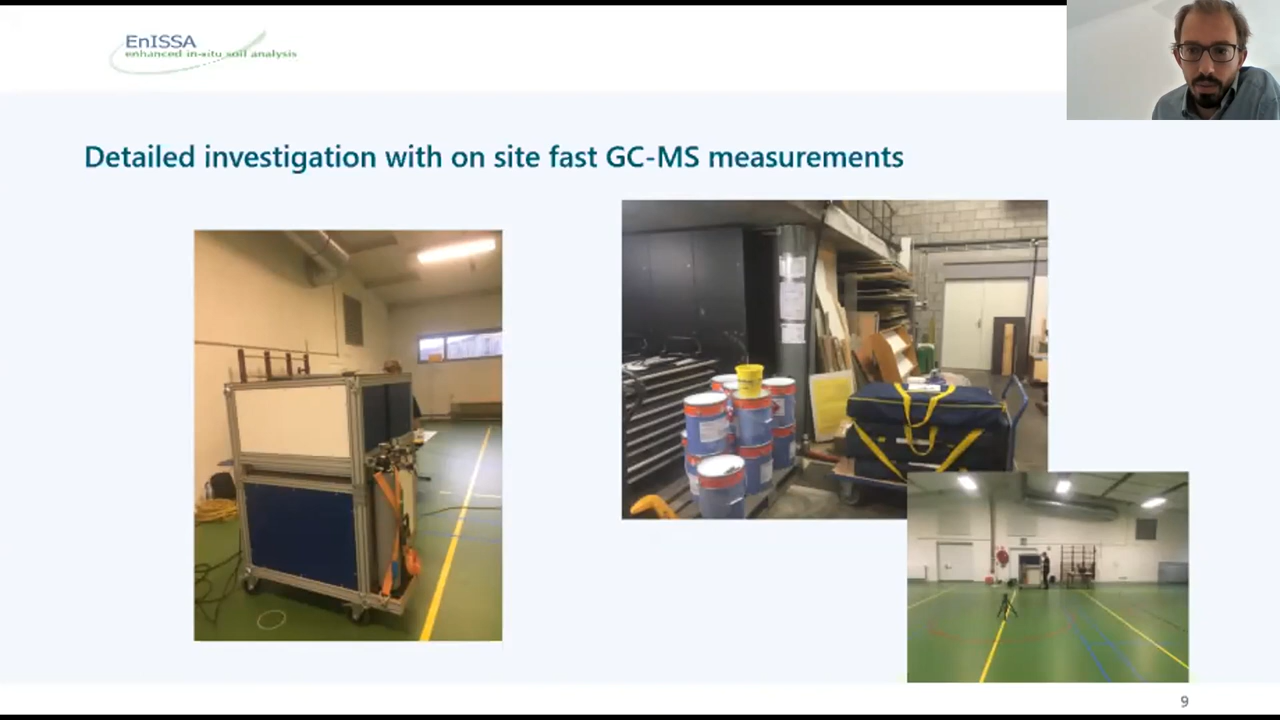 EnISSA
enhanced in-situ soil analysis
Detailed investigation with on site fast GC-MS measurements
9